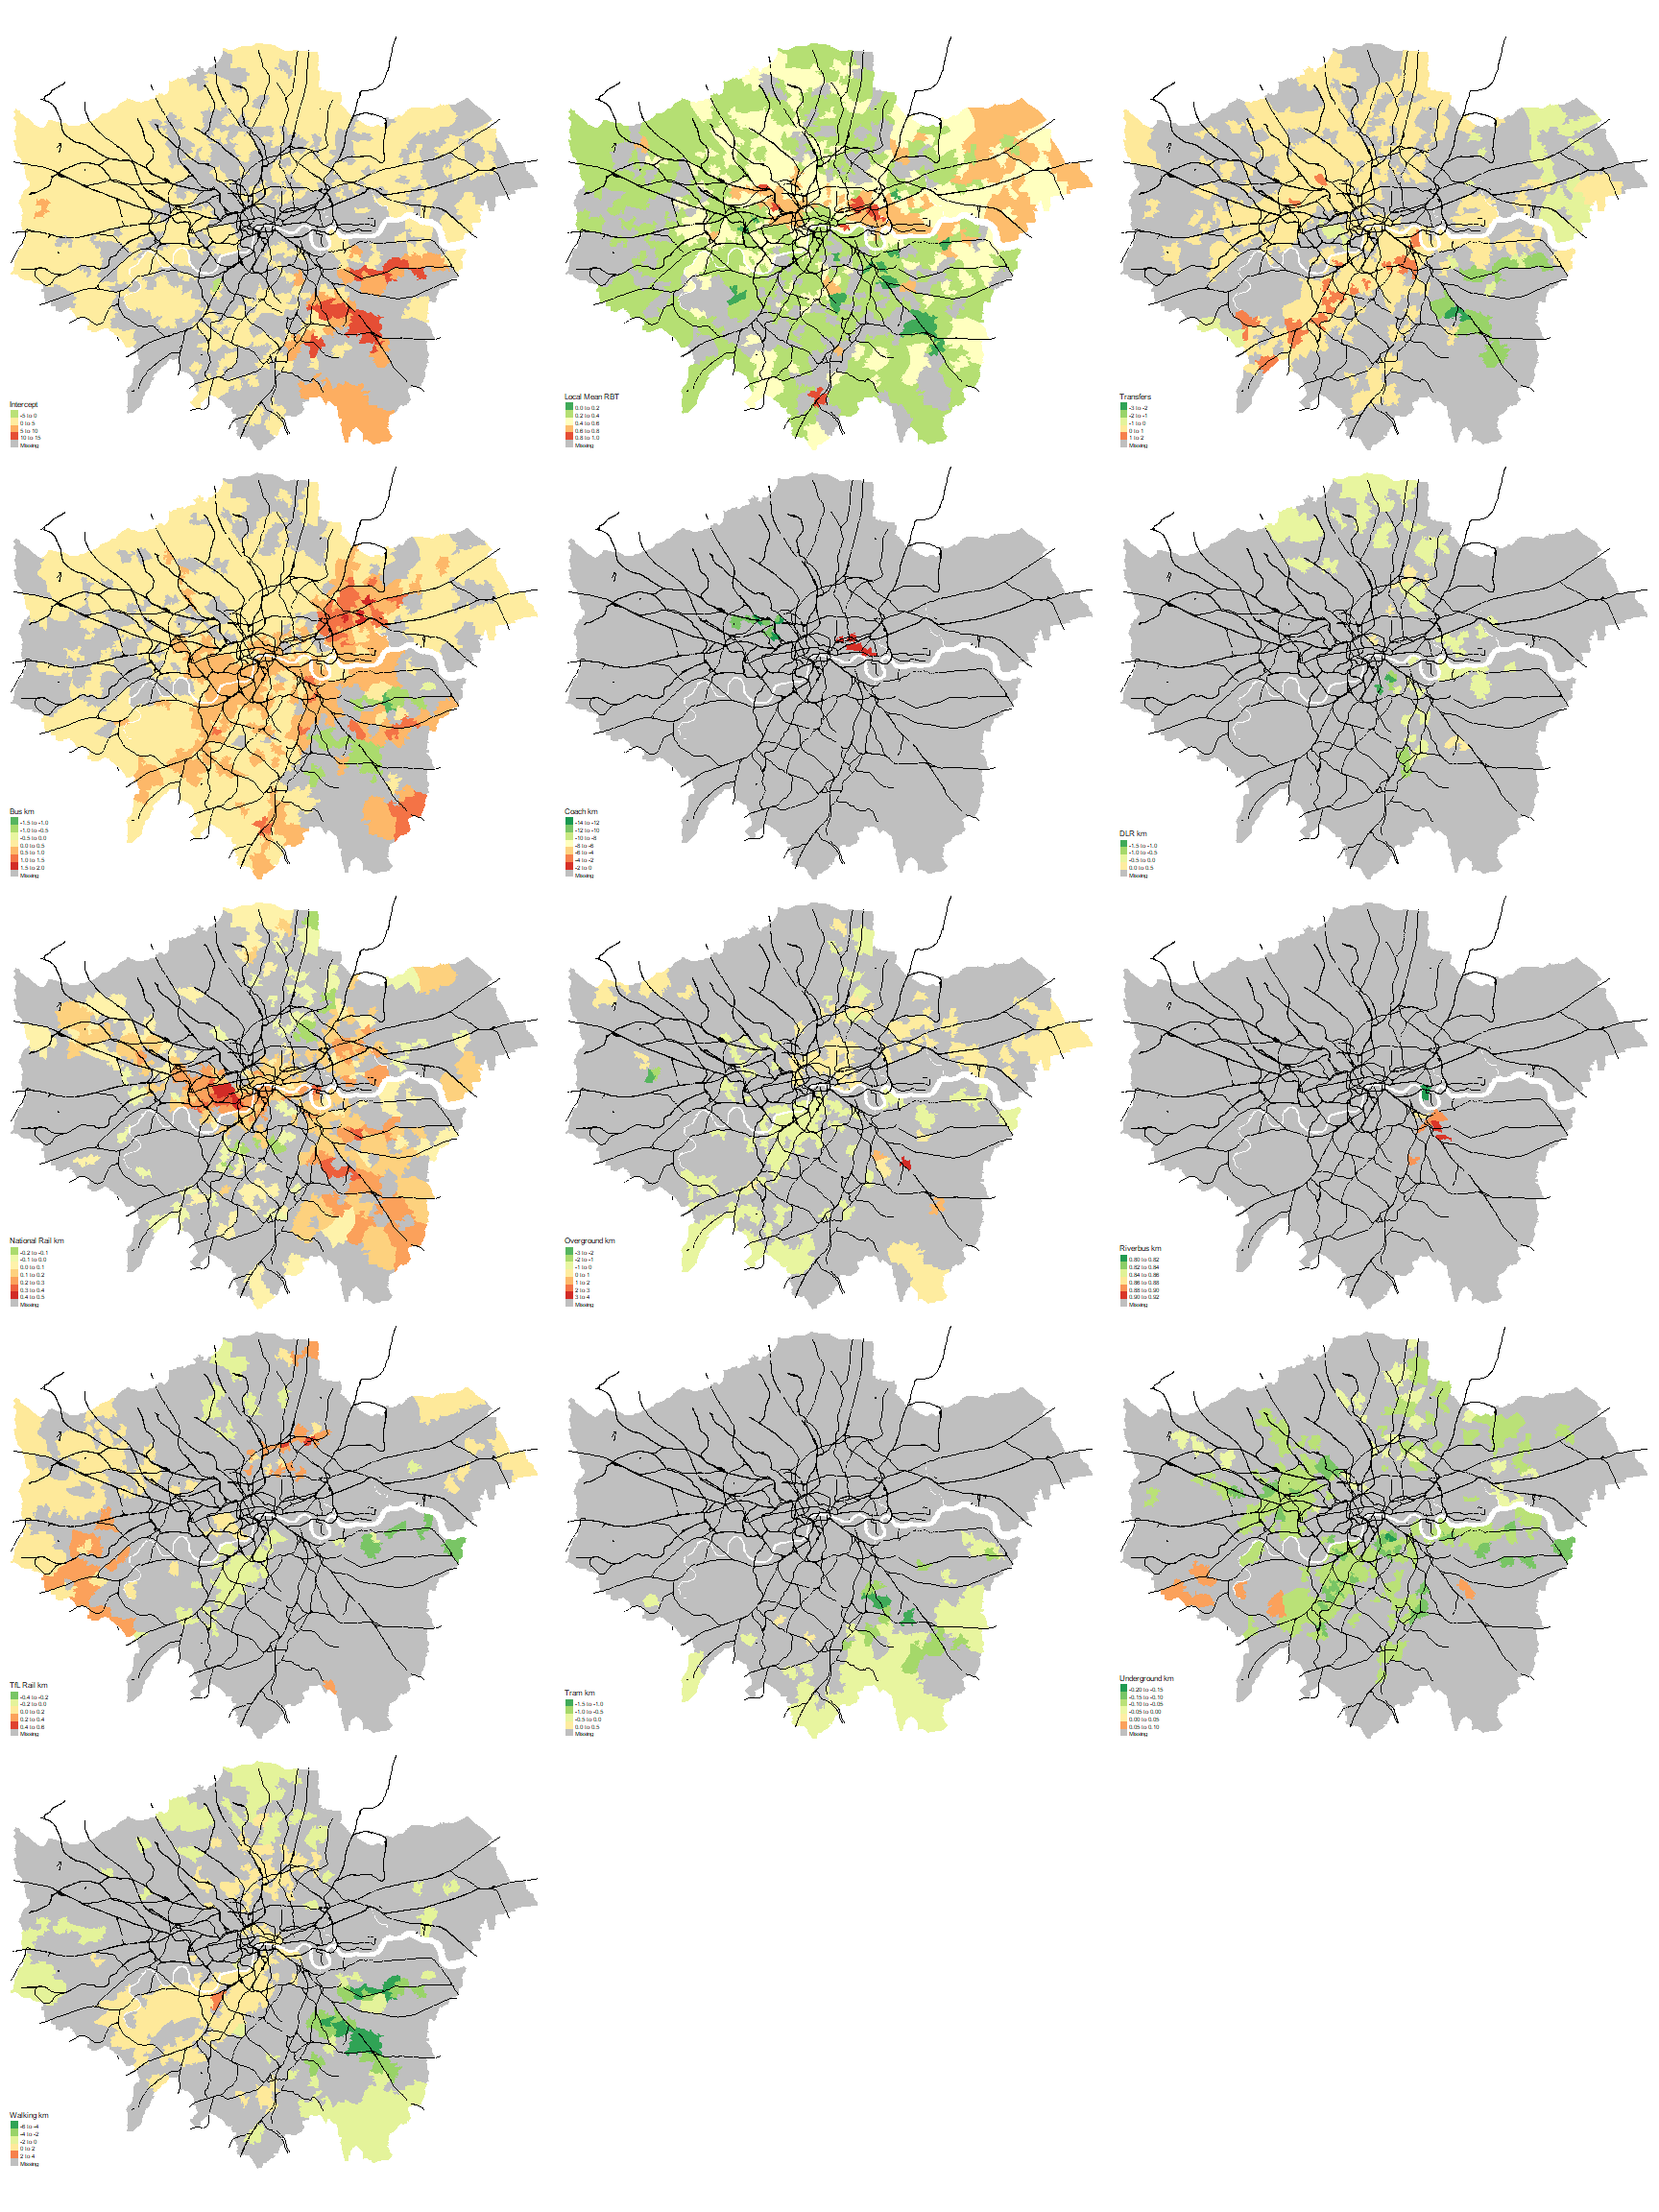 Intercept
-5 to 0
0 to 5
5 to 10
10 to 15
Missing
Local Mean RBT
0.0 to 0.2
0.2 to 0.4
0.4 to 0.6
0.6 to 0.8
0.8 to 1.0
Missing
Transfers
-3 to -2
-2 to -1
-1 to 0
0 to 1
1 to 2
Missing
Bus km
-1.5 to -1.0
-1.0 to -0.5
-0.5 to 0.0
0.0 to 0.5
0.5 to 1.0
1.0 to 1.5
1.5 to 2.0
Missing
Coach km
-14 to -12
-12 to -10
-10 to -8
-8 to -6
-6 to -4
-4 to -2
-2 to 0
Missing
DLR km
-1.5 to -1.0
-1.0 to -0.5
-0.5 to 0.0
0.0 to 0.5
Missing
National Rail km
-0.2 to -0.1
-0.1 to 0.0
0.0 to 0.1
0.1 to 0.2
0.2 to 0.3
0.3 to 0.4
0.4 to 0.5
Missing
Overground km
-3 to -2
-2 to -1
-1 to 0
0 to 1
1 to 2
2 to 3
3 to 4
Missing
Riverbus km
0.80 to 0.82
0.82 to 0.84
0.84 to 0.86
0.86 to 0.88
0.88 to 0.90
0.90 to 0.92
Missing
TfL Rail km
-0.4 to -0.2
-0.2 to 0.0
0.0 to 0.2
0.2 to 0.4
0.4 to 0.6
Missing
Tram km
-1.5 to -1.0
-1.0 to -0.5
-0.5 to 0.0
0.0 to 0.5
Missing
Underground km
-0.20 to -0.15
-0.15 to -0.10
-0.10 to -0.05
-0.05 to 0.00
0.00 to 0.05
0.05 to 0.10
Missing
Walking km
-6 to -4
-4 to -2
-2 to 0
0 to 2
2 to 4
Missing